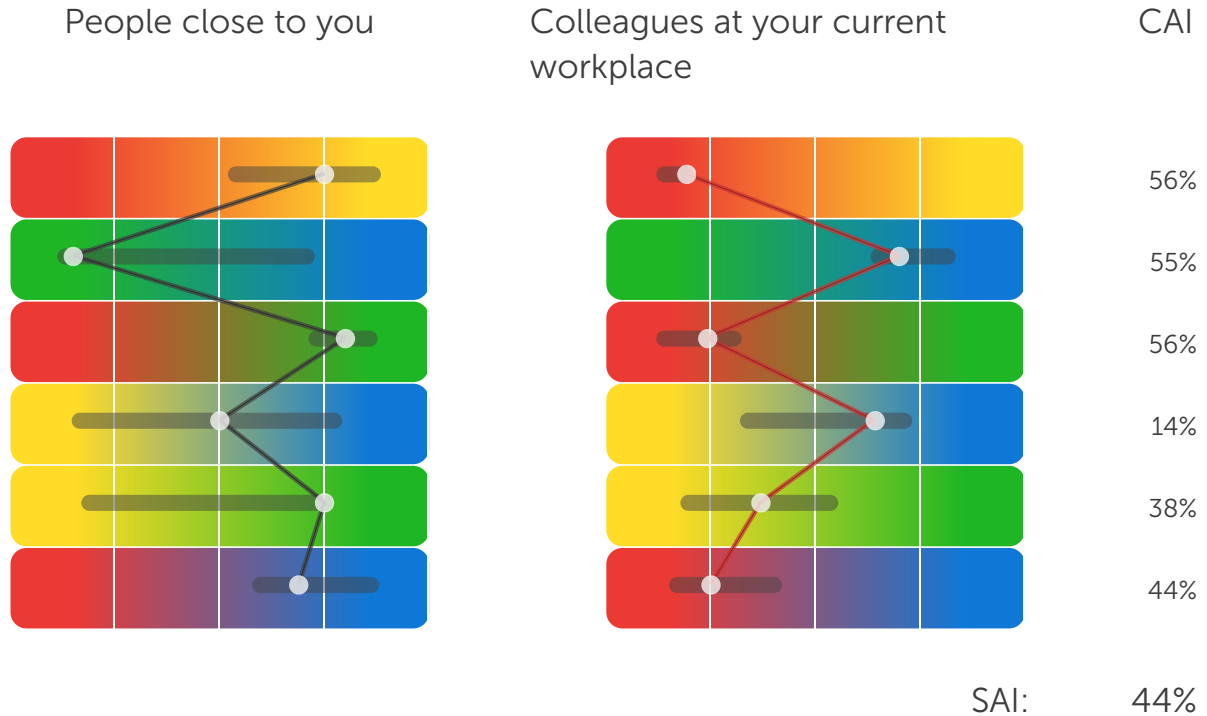 People close to you
Colleagues at your current
workplace
CAI
56%
55%
56%
14%
38%
44%
SAI: 44%